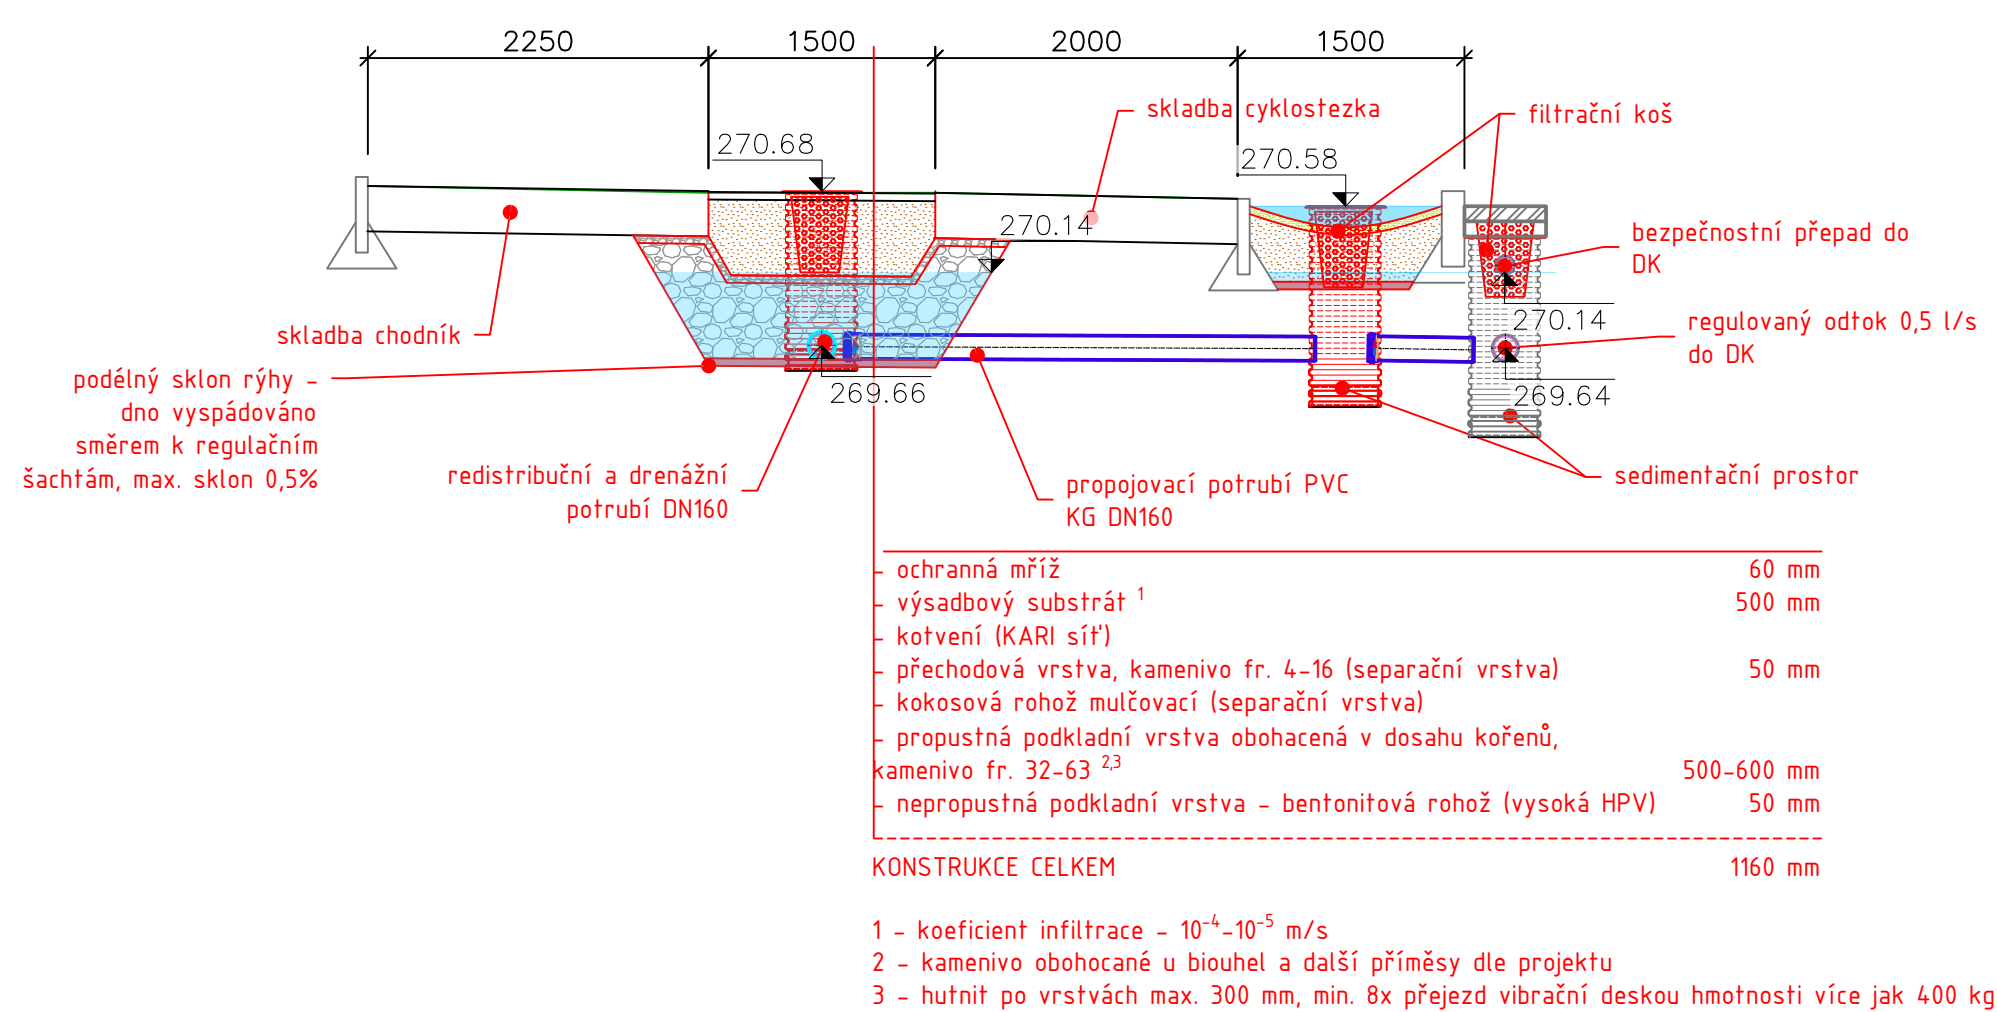 2250 1500 2000 1500
skladba cyklostezka
filtrační koš
270.68
270.58
270.14
bezpečnostní přepad do
DK
270.14
regulovaný odtok 0,5 l/s
do DK
skladba chodník
podélný sklon rýhy –
dno vyspádováno
směrem k regulačním
šachtám, max. sklon 0,5%
269.66
269.64
redistribuční a drenážní
potrubí DN160
propojovací potrubí PVC
KG DN160
sedimentační prostor
- ochranná mříž 60 mm
- výsadbový substrát 1 500 mm
- kotvení (KARI síť)
- přechodová vrstva, kamenivo fr. 4–16 (separační vrstva) 50 mm
- kokosová rohož mulčovací (separační vrstva)
- propustná podkladní vrstva obohacená v dosahu kořenů,
kamenivo fr. 32–63 2,3 500–600 mm
- nepropustná podkladní vrstva – bentonitová rohož (vysoká HPV) 50 mm
KONSTRUKCE CELKEM 1160 mm
1 – koeficient infiltrace – 10⁻⁴–10⁻⁵ m/s
2 – kamenivo obohocané u biouhel a další příměsy dle projektu
3 – hutnit po vrstvách max. 300 mm, min. 8x přejezd vibrační deskou hmotnosti více jak 400 kg